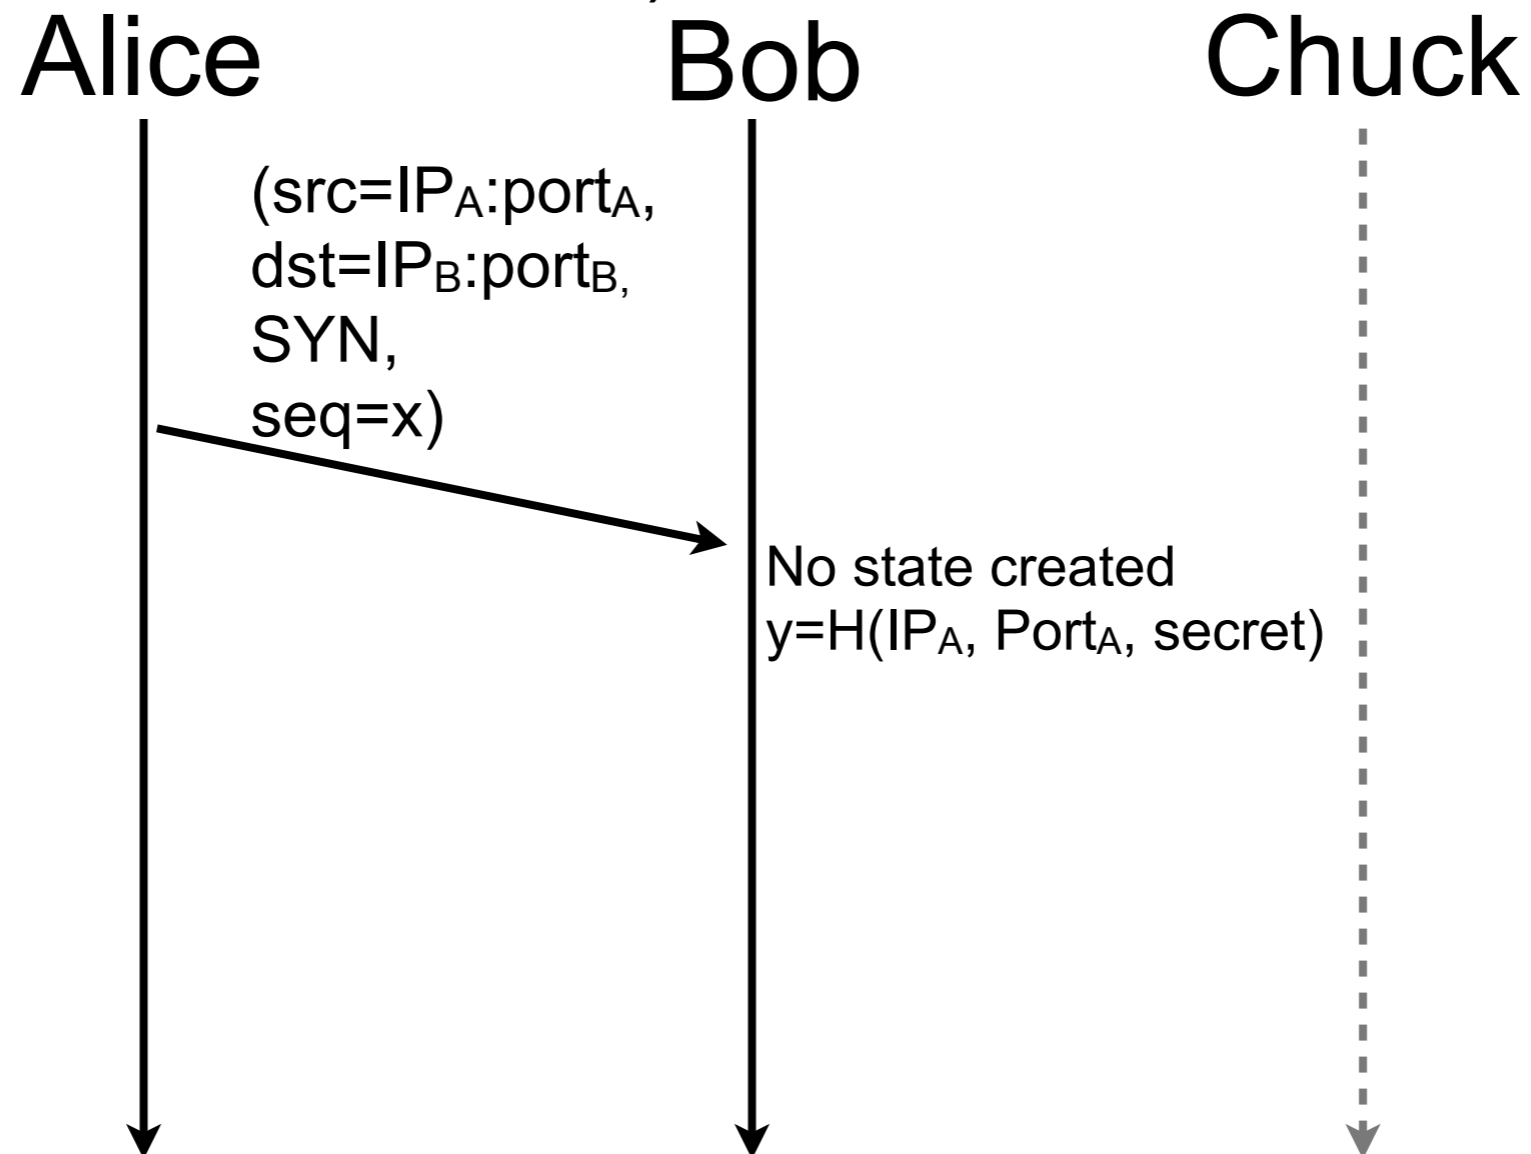 Alice
Bob
Chuck
(src=IPA:portA,
dst=IPB:portB,
SYN,
seq=x)
No state created
y=H(IPA, PortA, secret)